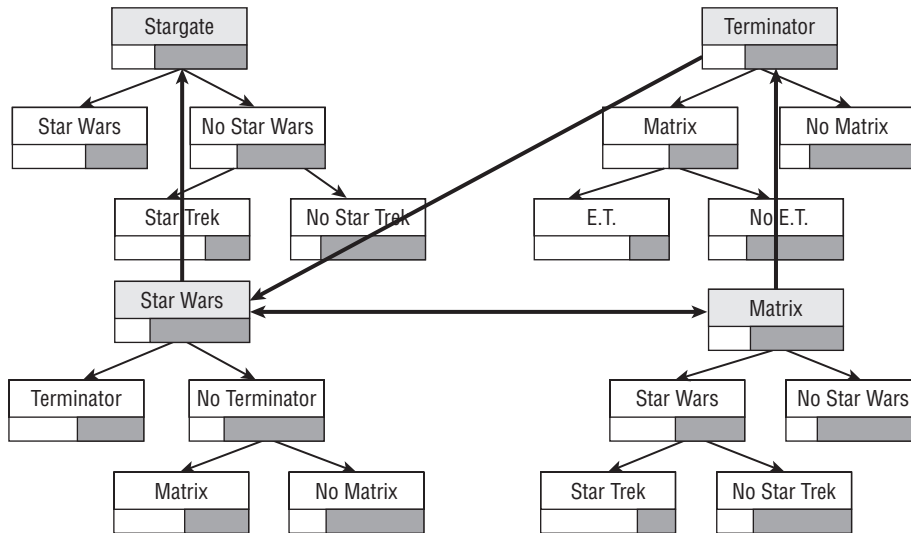 Stargate
Terminator
Star Wars
No Star Wars
Matrix
No Matrix
Star Trek
No Star Trek
E.T.
No E.T.
Star Wars
Matrix
Terminator
No Terminator
Star Wars
No Star Wars
Matrix
No Matrix
Star Trek
No Star Trek